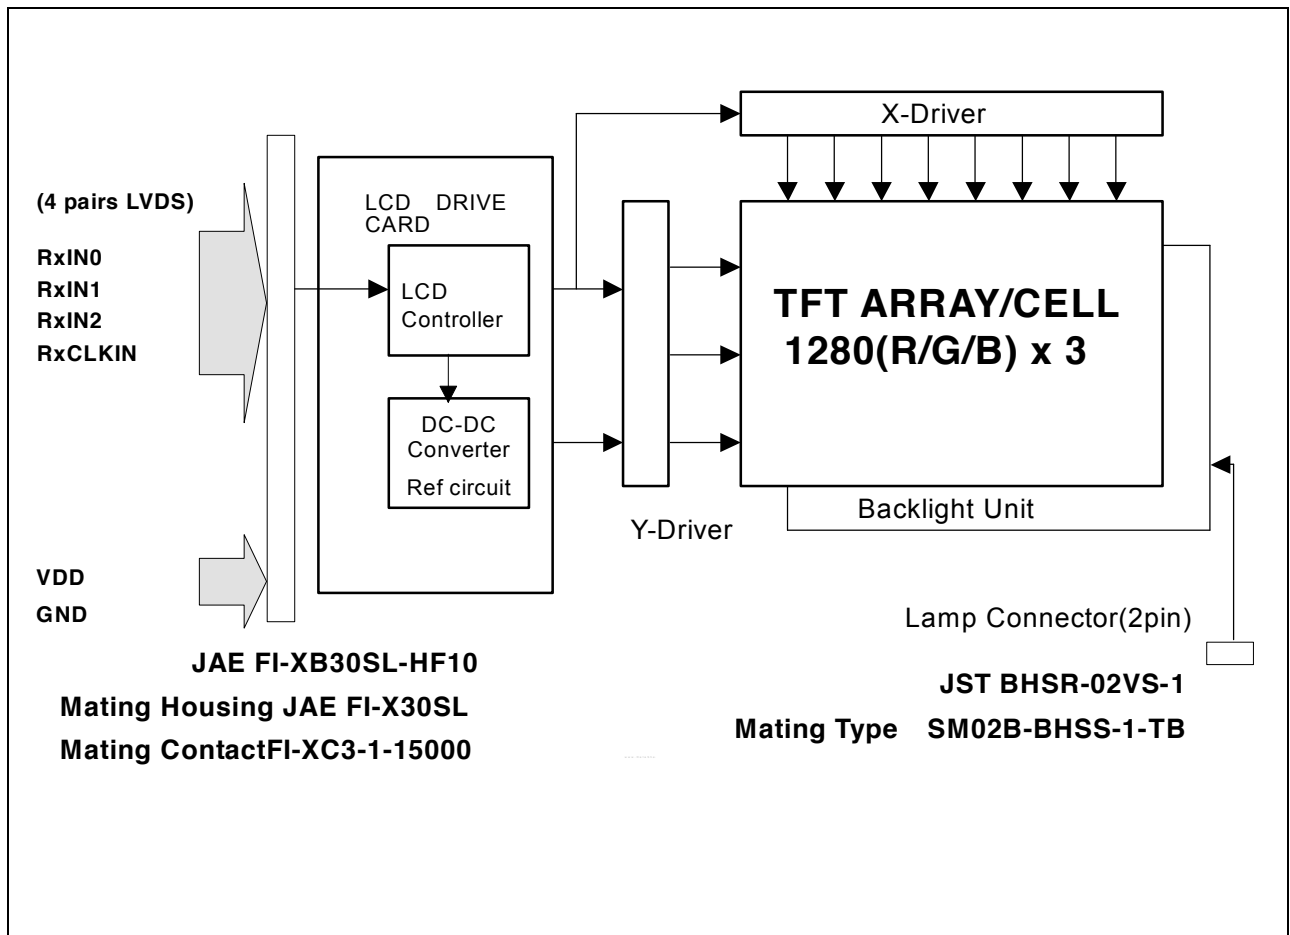 X-Driver
(4 pairs LVDS)
RxIN0
RxIN1
RxIN2
RxCLKIN
LCD DRIVE
CARD
LCD
Controller
DC-DC
Converter
Ref circuit
TFT ARRAY/CELL
1280(R/G/B) x 3
Backlight Unit
Y-Driver
VDD
GND
Lamp Connector(2pin)
JAE FI-XB30SL-HF10
Mating Housing JAE FI-X30SL
Mating ContactFI-XC3-1-15000
JST BHSR-02VS-1
Mating Type SM02B-BHSS-1-TB